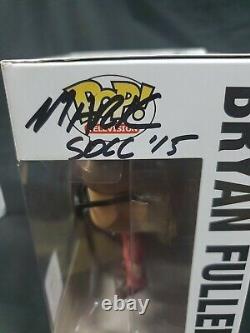 POP!
TELEVISION
SDCC '15
BRYAN FULLE